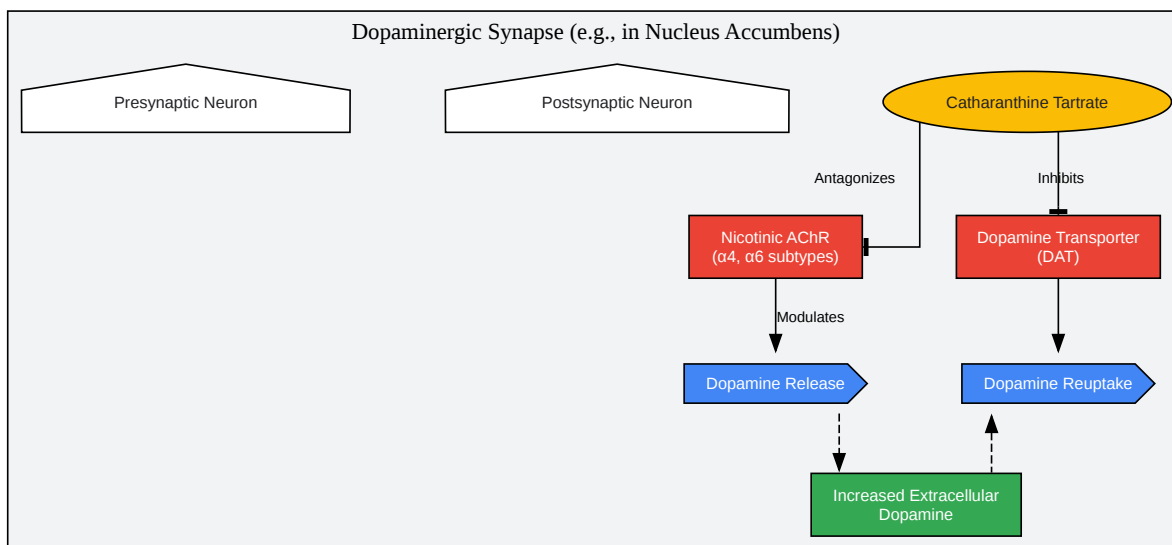 Dopaminergic Synapse (e.g., in Nucleus Accumbens)
Presynaptic Neuron
Postsynaptic Neuron
Catharanthine Tartrate
Antagonizes
Inhibits
Nicotinic AChR
(α4, α6 subtypes)
Dopamine Transporter
(DAT)
Modulates
Dopamine Release
Dopamine Reuptake
Increased Extracellular
Dopamine